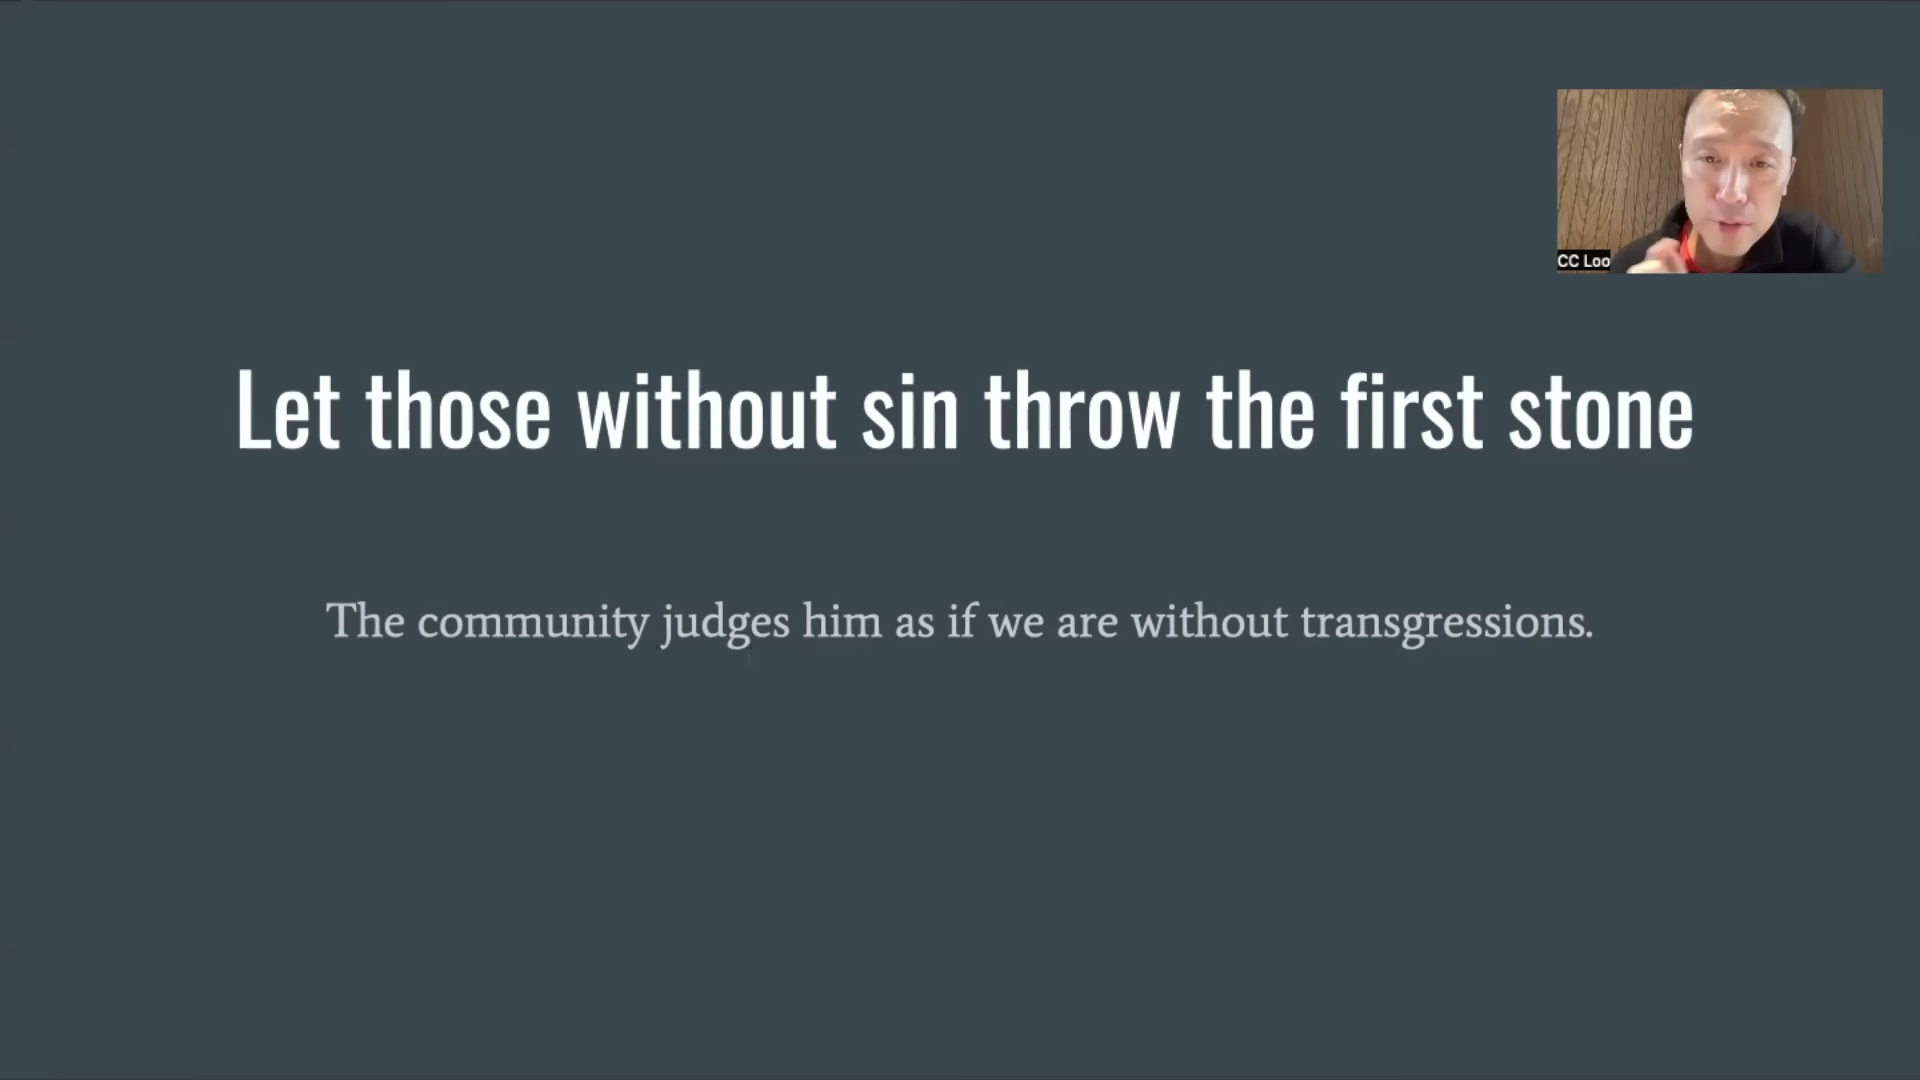 CC Loo
Let those without sin throw the first stone
The community judges him as if we are without transgressions.